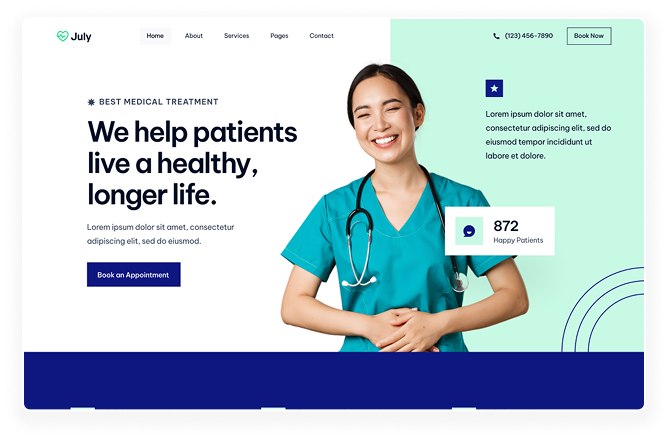 July
Home
About
Services
Pages
Contact
(123) 456-7890
Book Now
BEST MEDICAL TREATMENT
We help patients
live a healthy,
longer life.
Lorem ipsum dolor sit amet, consectetur
adipiscing elit, sed do eiusmod.
Book an Appointment
Lorem ipsum dolor sit amet,
consectetur adipiscing elit, sed do
eiusmod tempor incididunt ut
labore et dolore.
872
Happy Patients